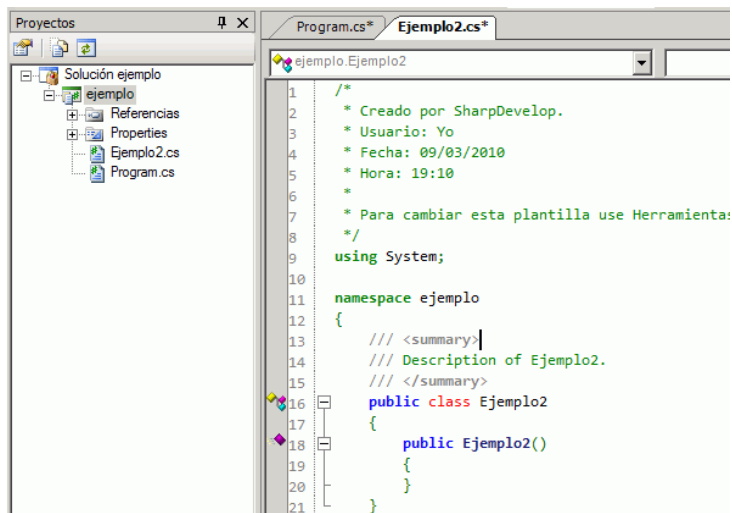 Proyectos
Solución ejemplo
ejemplo
Referencias
Properties
Ejemplo2.cs
Program.cs
Program.cs* Ejemplo2.cs*
ejemplo.Ejemplo2
1 /*
2 * Creado por SharpDevelop.
3 * Usuario: Yo
4 * Fecha: 09/03/2010
5 * Hora: 19:10
6 *
7 * Para cambiar esta plantilla use Herramientas
8 */
9 using System;
10
11 namespace ejemplo
12 {
13 /// <summary>
14 /// Description of Ejemplo2.
15 /// </summary>
16 public class Ejemplo2
17 {
18 public Ejemplo2()
19 {
20 }
21 }